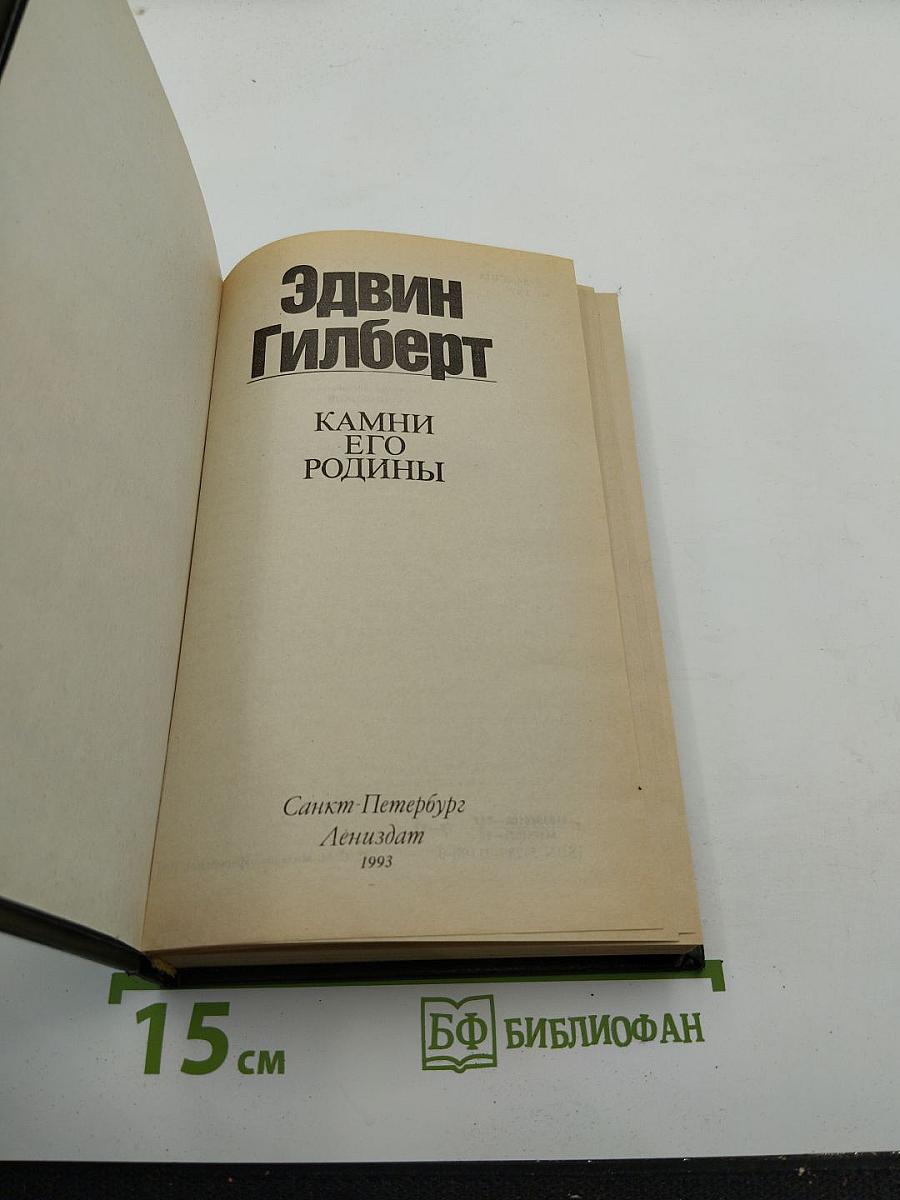 Эдвин
Гилберт
КАМНИ
ЕГО
РОДИНЫ
Санкт-Петербург
Лениздат
1993
15 см
БФ БИБЛИОФАН